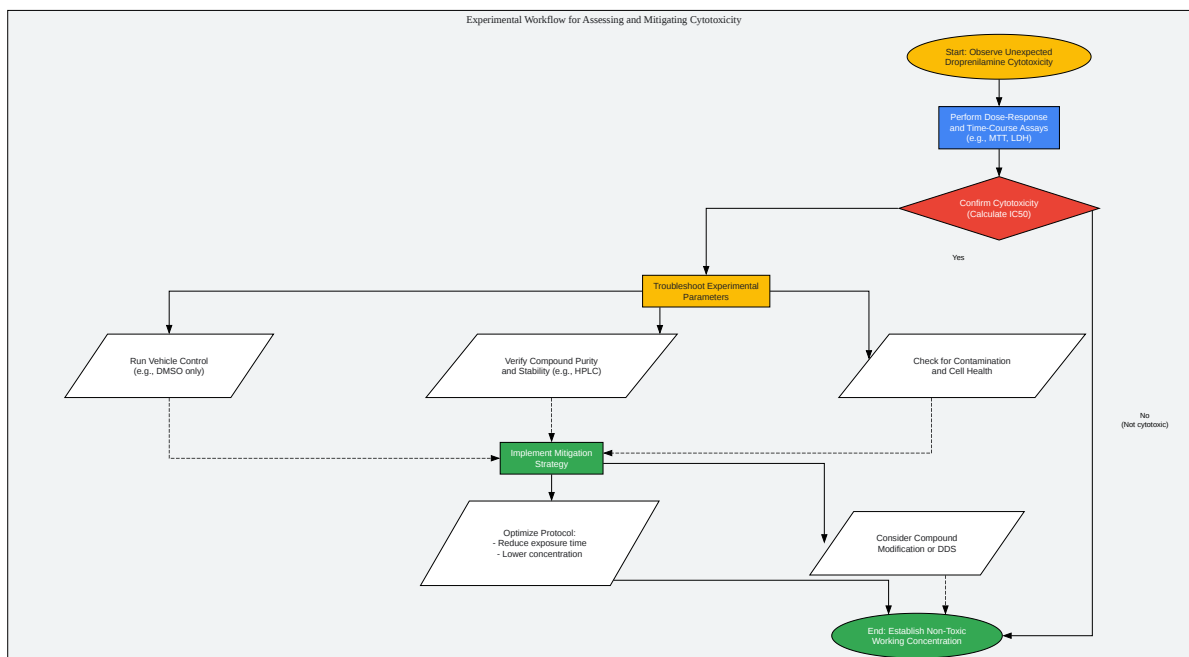 Experimental Workflow for Assessing and Mitigating Cytotoxicity
Start: Observe Unexpected
Droprenilamine Cytotoxicity
Perform Dose-Response
and Time-Course Assays
(e.g., MTT, LDH)
Confirm Cytotoxicity
(Calculate IC50)
Yes
Troubleshoot Experimental
Parameters
Run Vehicle Control
(e.g., DMSO only)
Verify Compound Purity
and Stability (e.g., HPLC)
Check for Contamination
and Cell Health
No
(Not cytotoxic)
Implement Mitigation
Strategy
Optimize Protocol:
- Reduce exposure time
- Lower concentration
Consider Compound
Modification or DDS
End: Establish Non-Toxic
Working Concentration